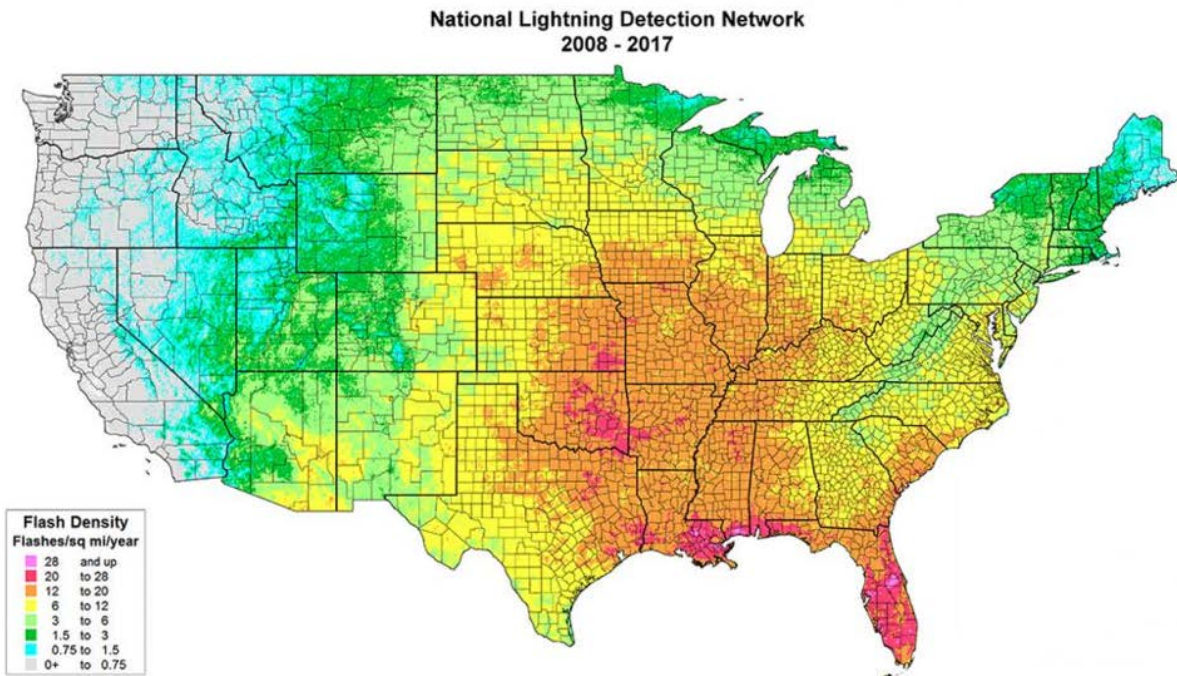 National Lightning Detection Network
2008 - 2017
Flash Density
Flashes/sq mi/year
28 and up
20 to 28
12 to 20
6 to 12
3 to 6
1.5 to 3
0.75 to 1.5
0+ to 0.75